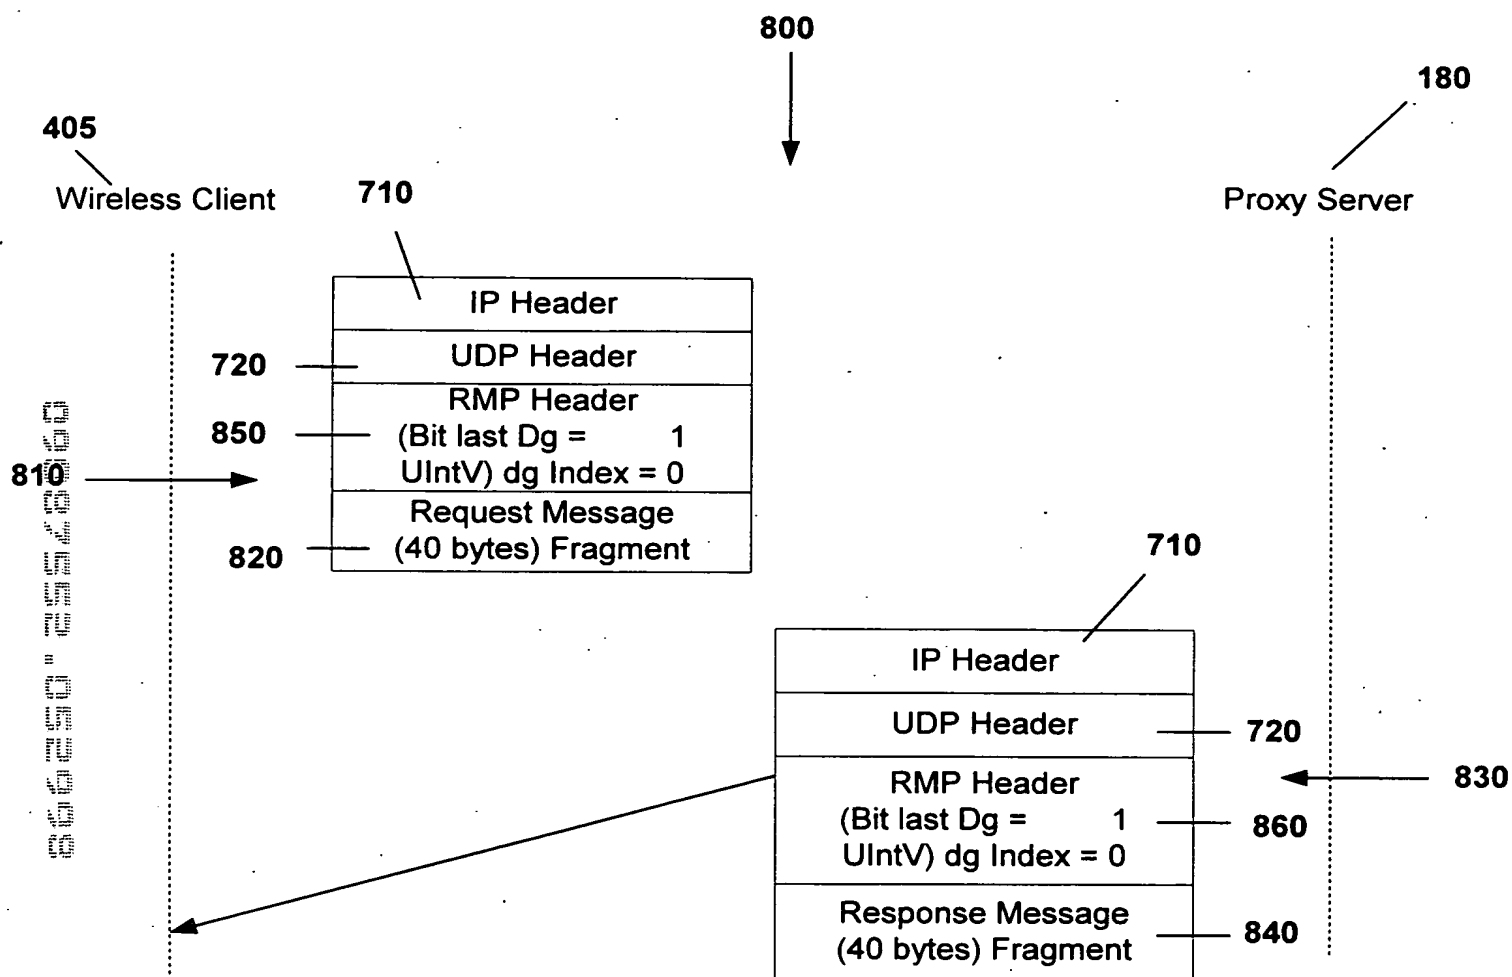 800
180
405
Wireless Client
710
Proxy Server
IP Header
720
UDP Header
RMP Header
850
(Bit last Dg = 1
UIntV) dg Index = 0
810
Request Message
820
(40 bytes) Fragment
710
IP Header
UDP Header
720
RMP Header
830
(Bit last Dg = 1
860
UIntV) dg Index = 0
Response Message
840
(40 bytes) Fragment